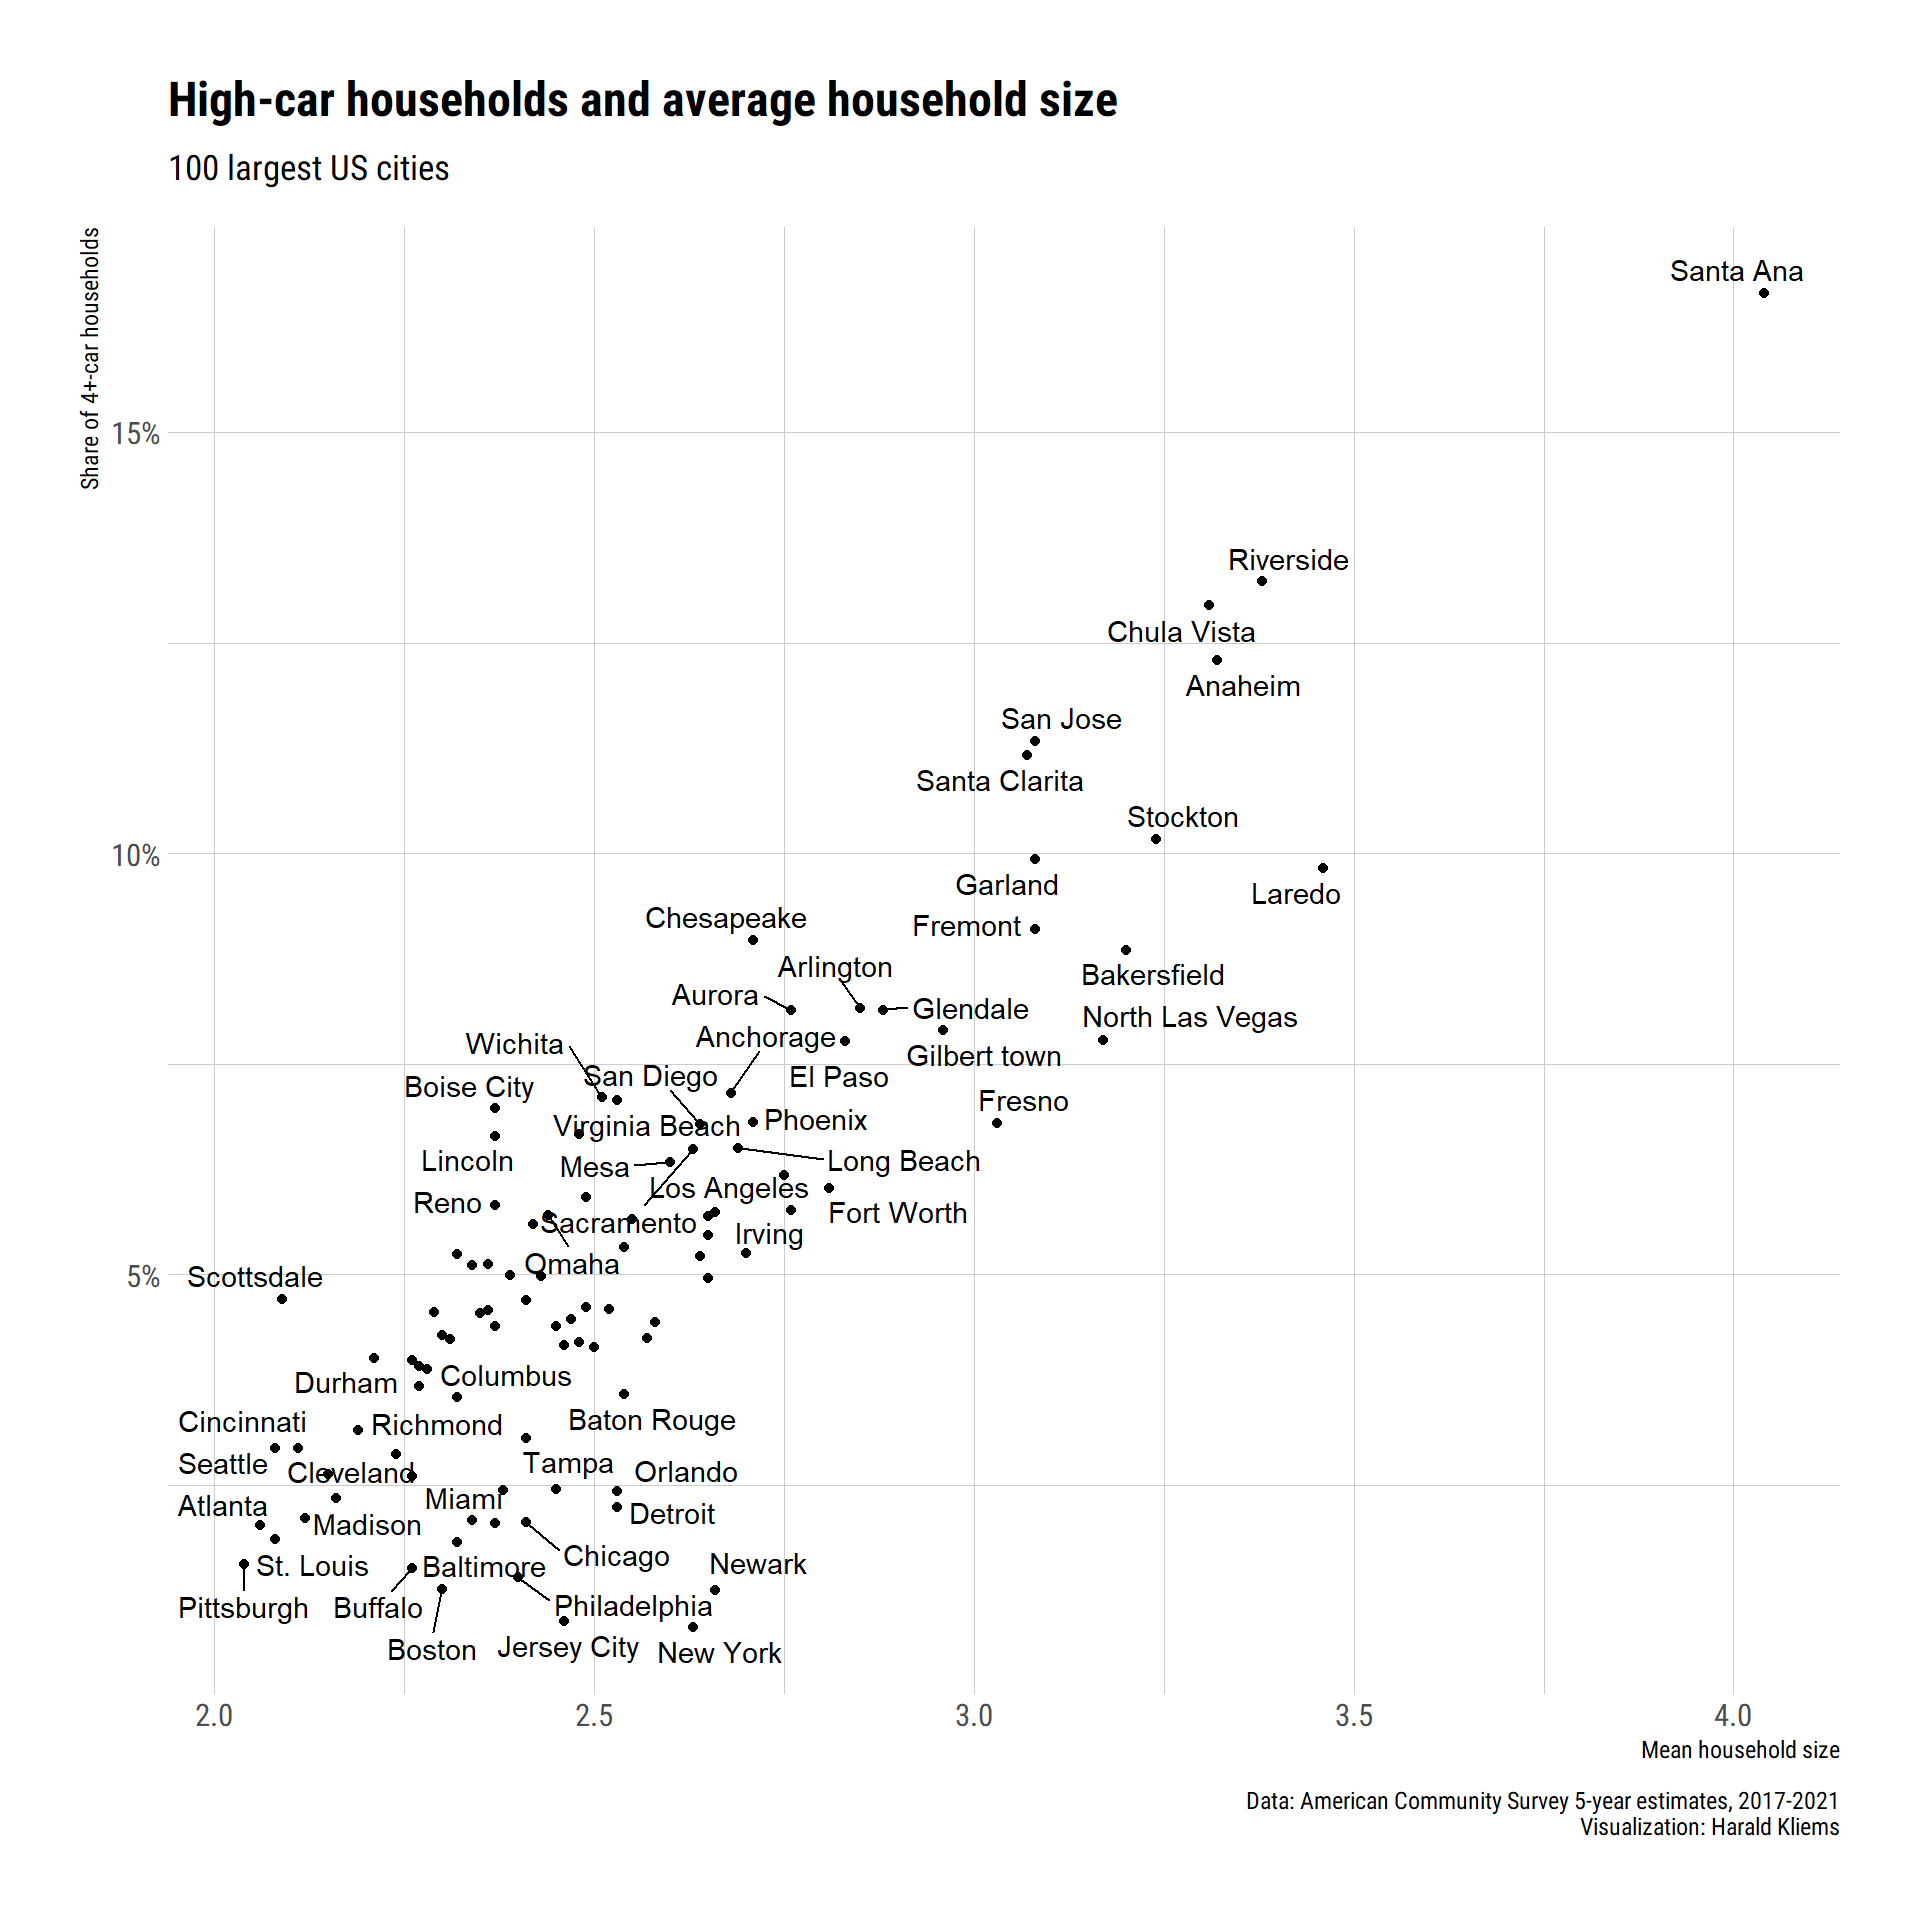 High-car households and average household size
100 largest US cities
Share of 4+-car households
15%
10%
5%
Santa Ana
Riverside
Chula Vista
Anaheim
San Jose
Santa Clarita
Stockton
Garland
Laredo
Chesapeake
Fremont
Arlington
Bakersfield
Aurora
Glendale
North Las Vegas
Anchorage
Wichita
Gilbert town
San Diego
El Paso
Boise City
Fresno
Virginia Beach
Phoenix
Lincoln
Mesa
Long Beach
Los Angeles
Reno
Fort Worth
Sacramento
Irving
Omaha
Scottsdale
Durham
Columbus
Cincinnati
Richmond
Baton Rouge
Seattle
Cleveland
Tampa
Orlando
Atlanta
Miami
Madison
Detroit
St. Louis
Baltimore
Chicago
Newark
Pittsburgh
Buffalo
Philadelphia
Boston
Jersey City
New York
2.0
2.5
3.0
3.5
4.0
Mean household size
Data: American Community Survey 5-year estimates, 2017-2021
Visualization: Harald Kliems